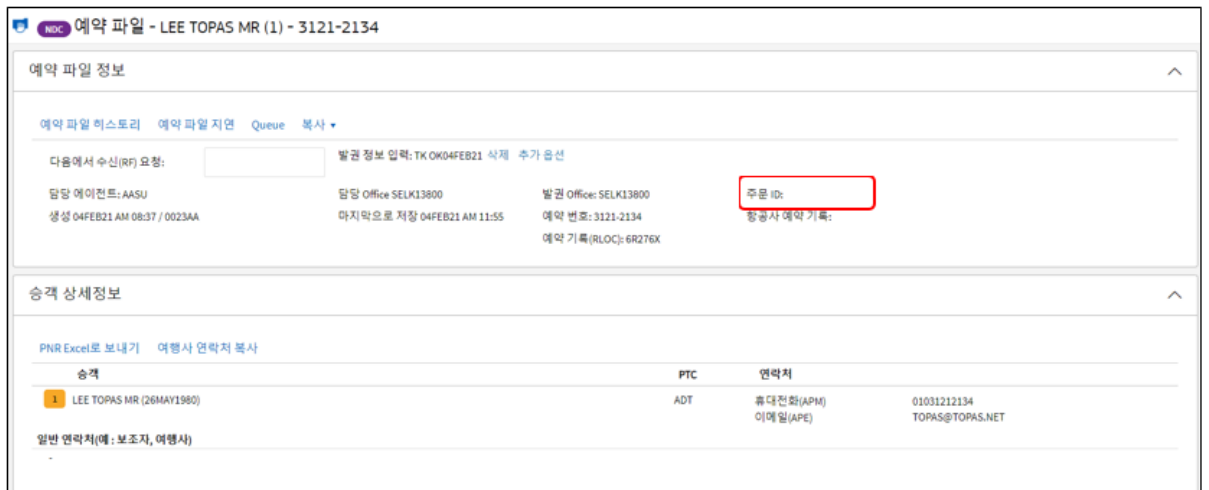 NDC 예약 파일 - LEE TOPAS MR (1) - 3121-2134
예약 파일 정보
예약 파일 히스토리 예약 파일 지연 Queue 복사
다음에서 수신(RF) 요청: 발권 정보 입력: TK OK04FEB21 삭제 추가 옵션
담당 에이전트: AASU 담당 Office SELK13800 발권 Office: SELK13800 주문 ID:
생성 04FEB21 AM 08:37 / 0023AA 마지막으로 저장 04FEB21 AM 11:55 예약 번호: 3121-2134 항공사 예약 기록:
예약 기록(RLOC): 6R276X
승객 상세정보
PNR Excel로 보내기 여행사 연락처 복사
승객 PTC 연락처
1 LEE TOPAS MR (26MAY1980) ADT 휴대전화(APM) 01031212134
이메일(APE) TOPAS@TOPAS.NET
일반 연락처(예 : 보조자, 여행사)
-